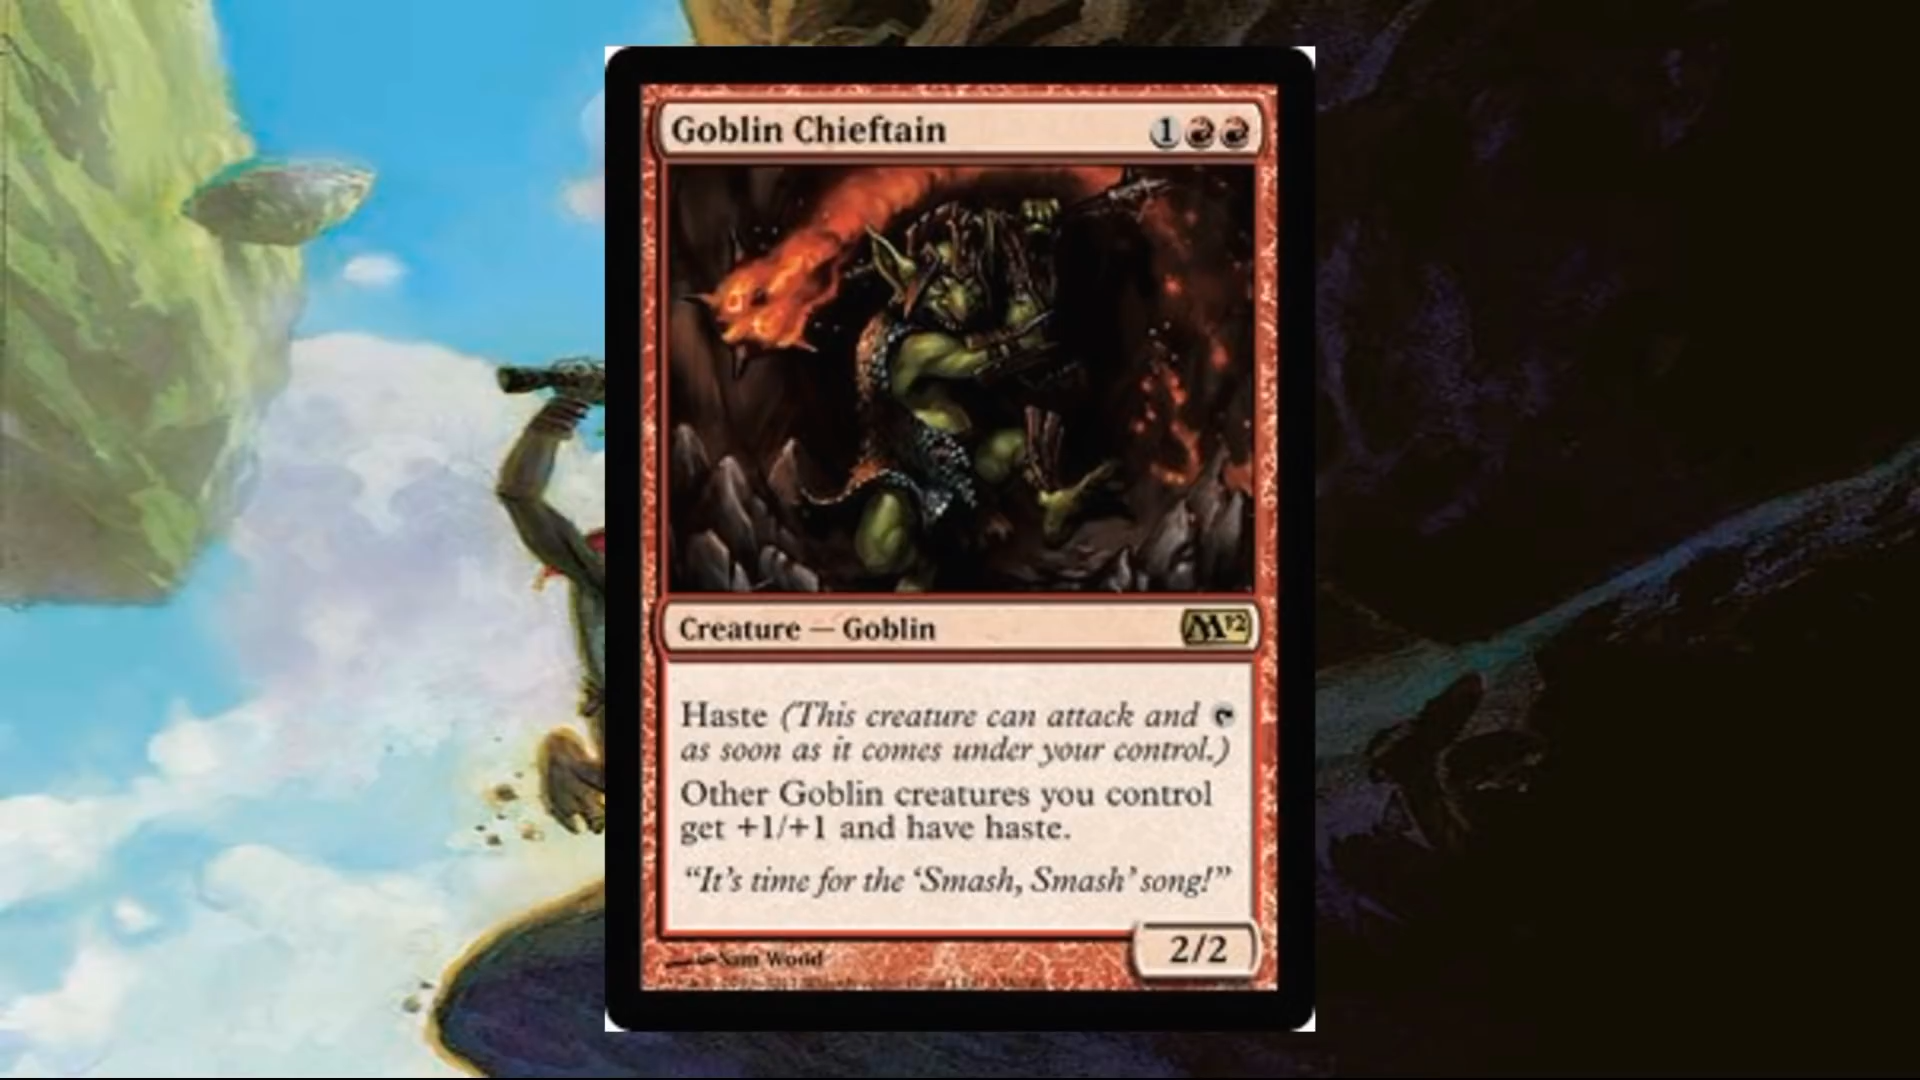 Goblin Chieftain 1
Creature — Goblin M12
Haste (This creature can attack and
as soon as it comes under your control.)
Other Goblin creatures you control
get +1/+1 and have haste.
“It’s time for the ‘Smash, Smash’ song!”
2/2
Sam Wood